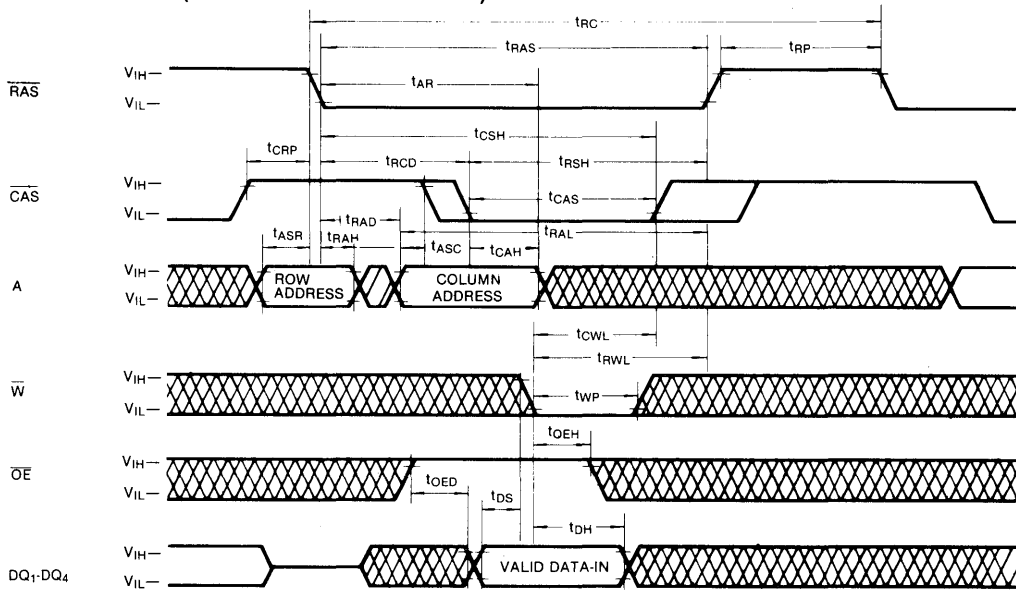 tRC
tRAS
tRP
RAS
VIH
VIL
tAR
tCSH
tCRP
tRCD
tRSH
CAS
VIH
VIL
tCAS
tRAD
tRAL
tASR
tRAH
tASC
tCAH
A
VIH
VIL
ROW ADDRESS
COLUMN ADDRESS
tCWL
tRWL
W
VIH
VIL
tWP
tOEH
OE
VIH
VIL
tOED
tDS
tDH
DQ1-DQ4
VIH
VIL
VALID DATA-IN